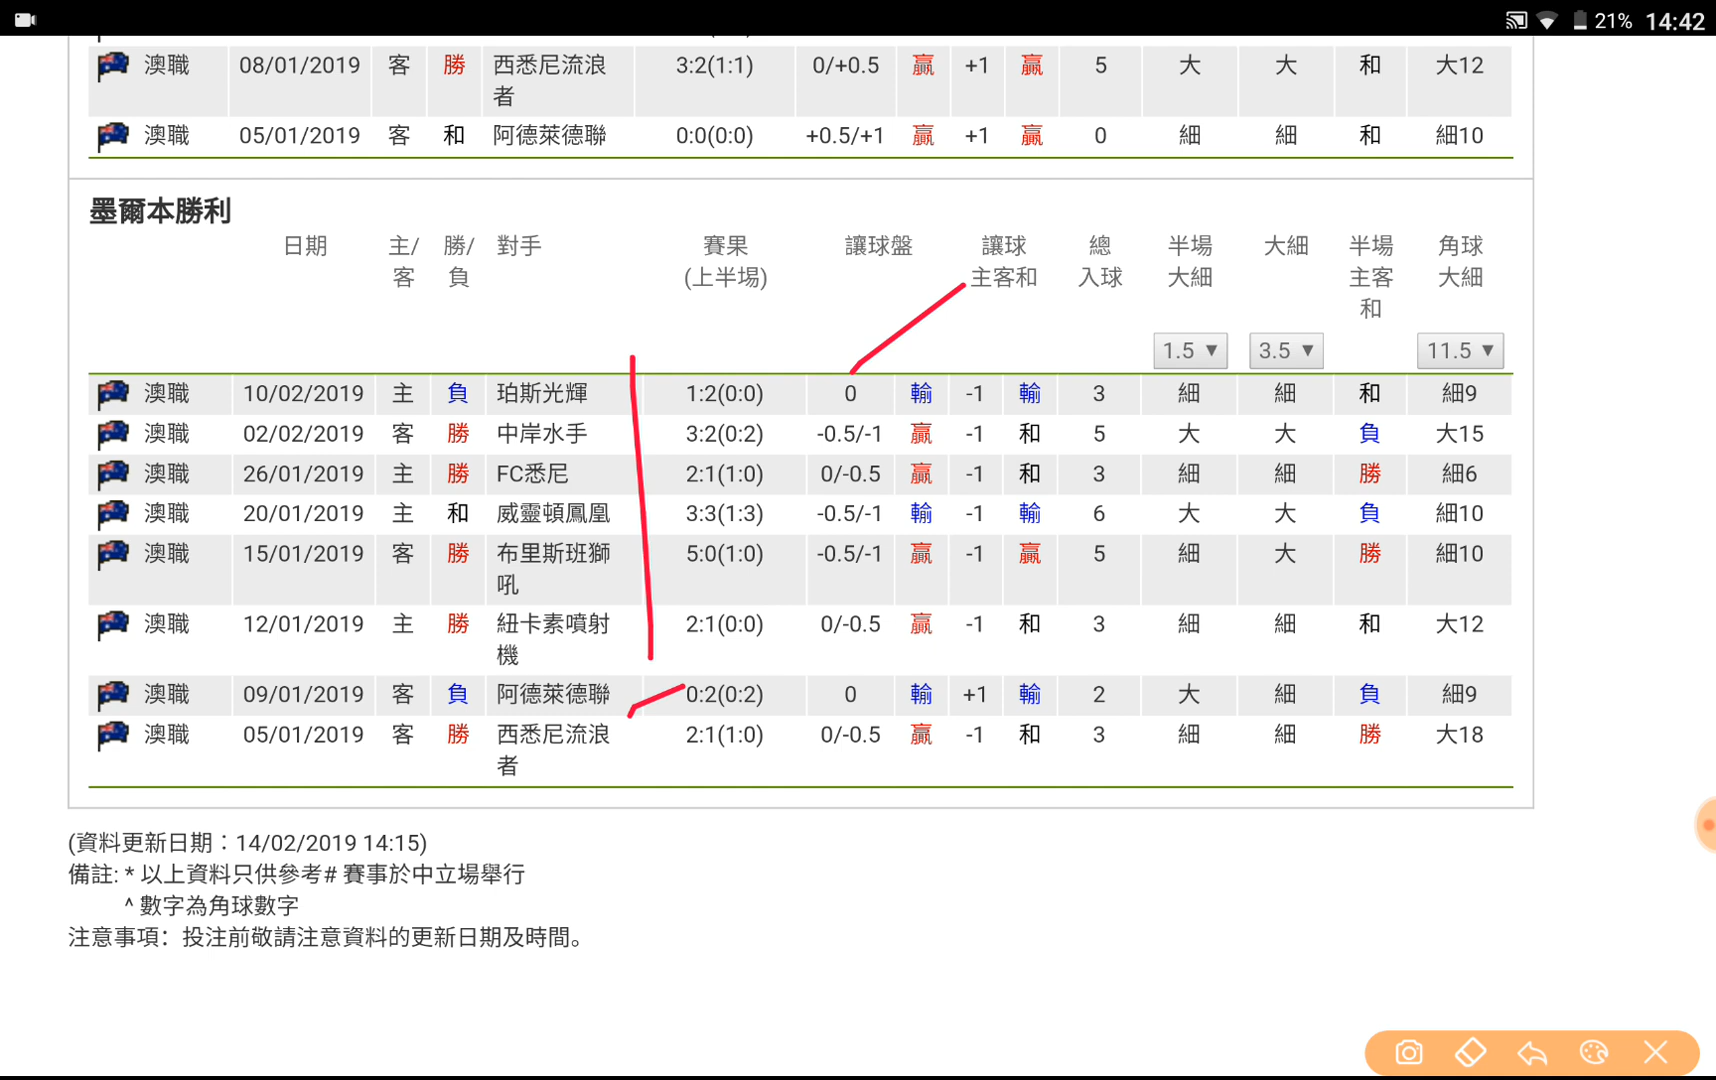 21% 14:42
澳職 08/01/2019 客 勝 西悉尼流浪者 3:2(1:1) 0/+0.5 贏 +1 贏 5 大 大 和 大12
澳職 05/01/2019 客 和 阿德萊德聯 0:0(0:0) +0.5/+1 贏 +1 贏 0 細 細 和 細10
墨爾本勝利
日期 主/客 勝/負 對手 賽果(上半場) 讓球盤 讓球主客和 總入球 半場大細 大細 半場主客和 角球大細
1.5 ▼ 3.5 ▼ 11.5 ▼
澳職 10/02/2019 主 負 珀斯光輝 1:2(0:0) 0 輸 -1 輸 3 細 細 和 細9
澳職 02/02/2019 客 勝 中岸水手 3:2(0:2) -0.5/-1 贏 -1 和 5 大 大 負 大15
澳職 26/01/2019 主 勝 FC悉尼 2:1(1:0) 0/-0.5 贏 -1 和 3 細 細 勝 細6
澳職 20/01/2019 主 和 威靈頓鳳凰 3:3(1:3) -0.5/-1 輸 -1 輸 6 大 大 負 細10
澳職 15/01/2019 客 勝 布里斯班獅吼 5:0(1:0) -0.5/-1 贏 -1 贏 5 細 大 勝 細10
澳職 12/01/2019 主 勝 紐卡素噴射機 2:1(0:0) 0/-0.5 贏 -1 和 3 細 細 和 大12
澳職 09/01/2019 客 負 阿德萊德聯 0:2(0:2) 0 輸 +1 輸 2 大 細 負 細9
澳職 05/01/2019 客 勝 西悉尼流浪者 2:1(1:0) 0/-0.5 贏 -1 和 3 細 細 勝 大18
(資料更新日期：14/02/2019 14:15)
備註: * 以上資料只供參考# 賽事於中立場舉行
^ 數字為角球數字
注意事項：投注前敬請注意資料的更新日期及時間。